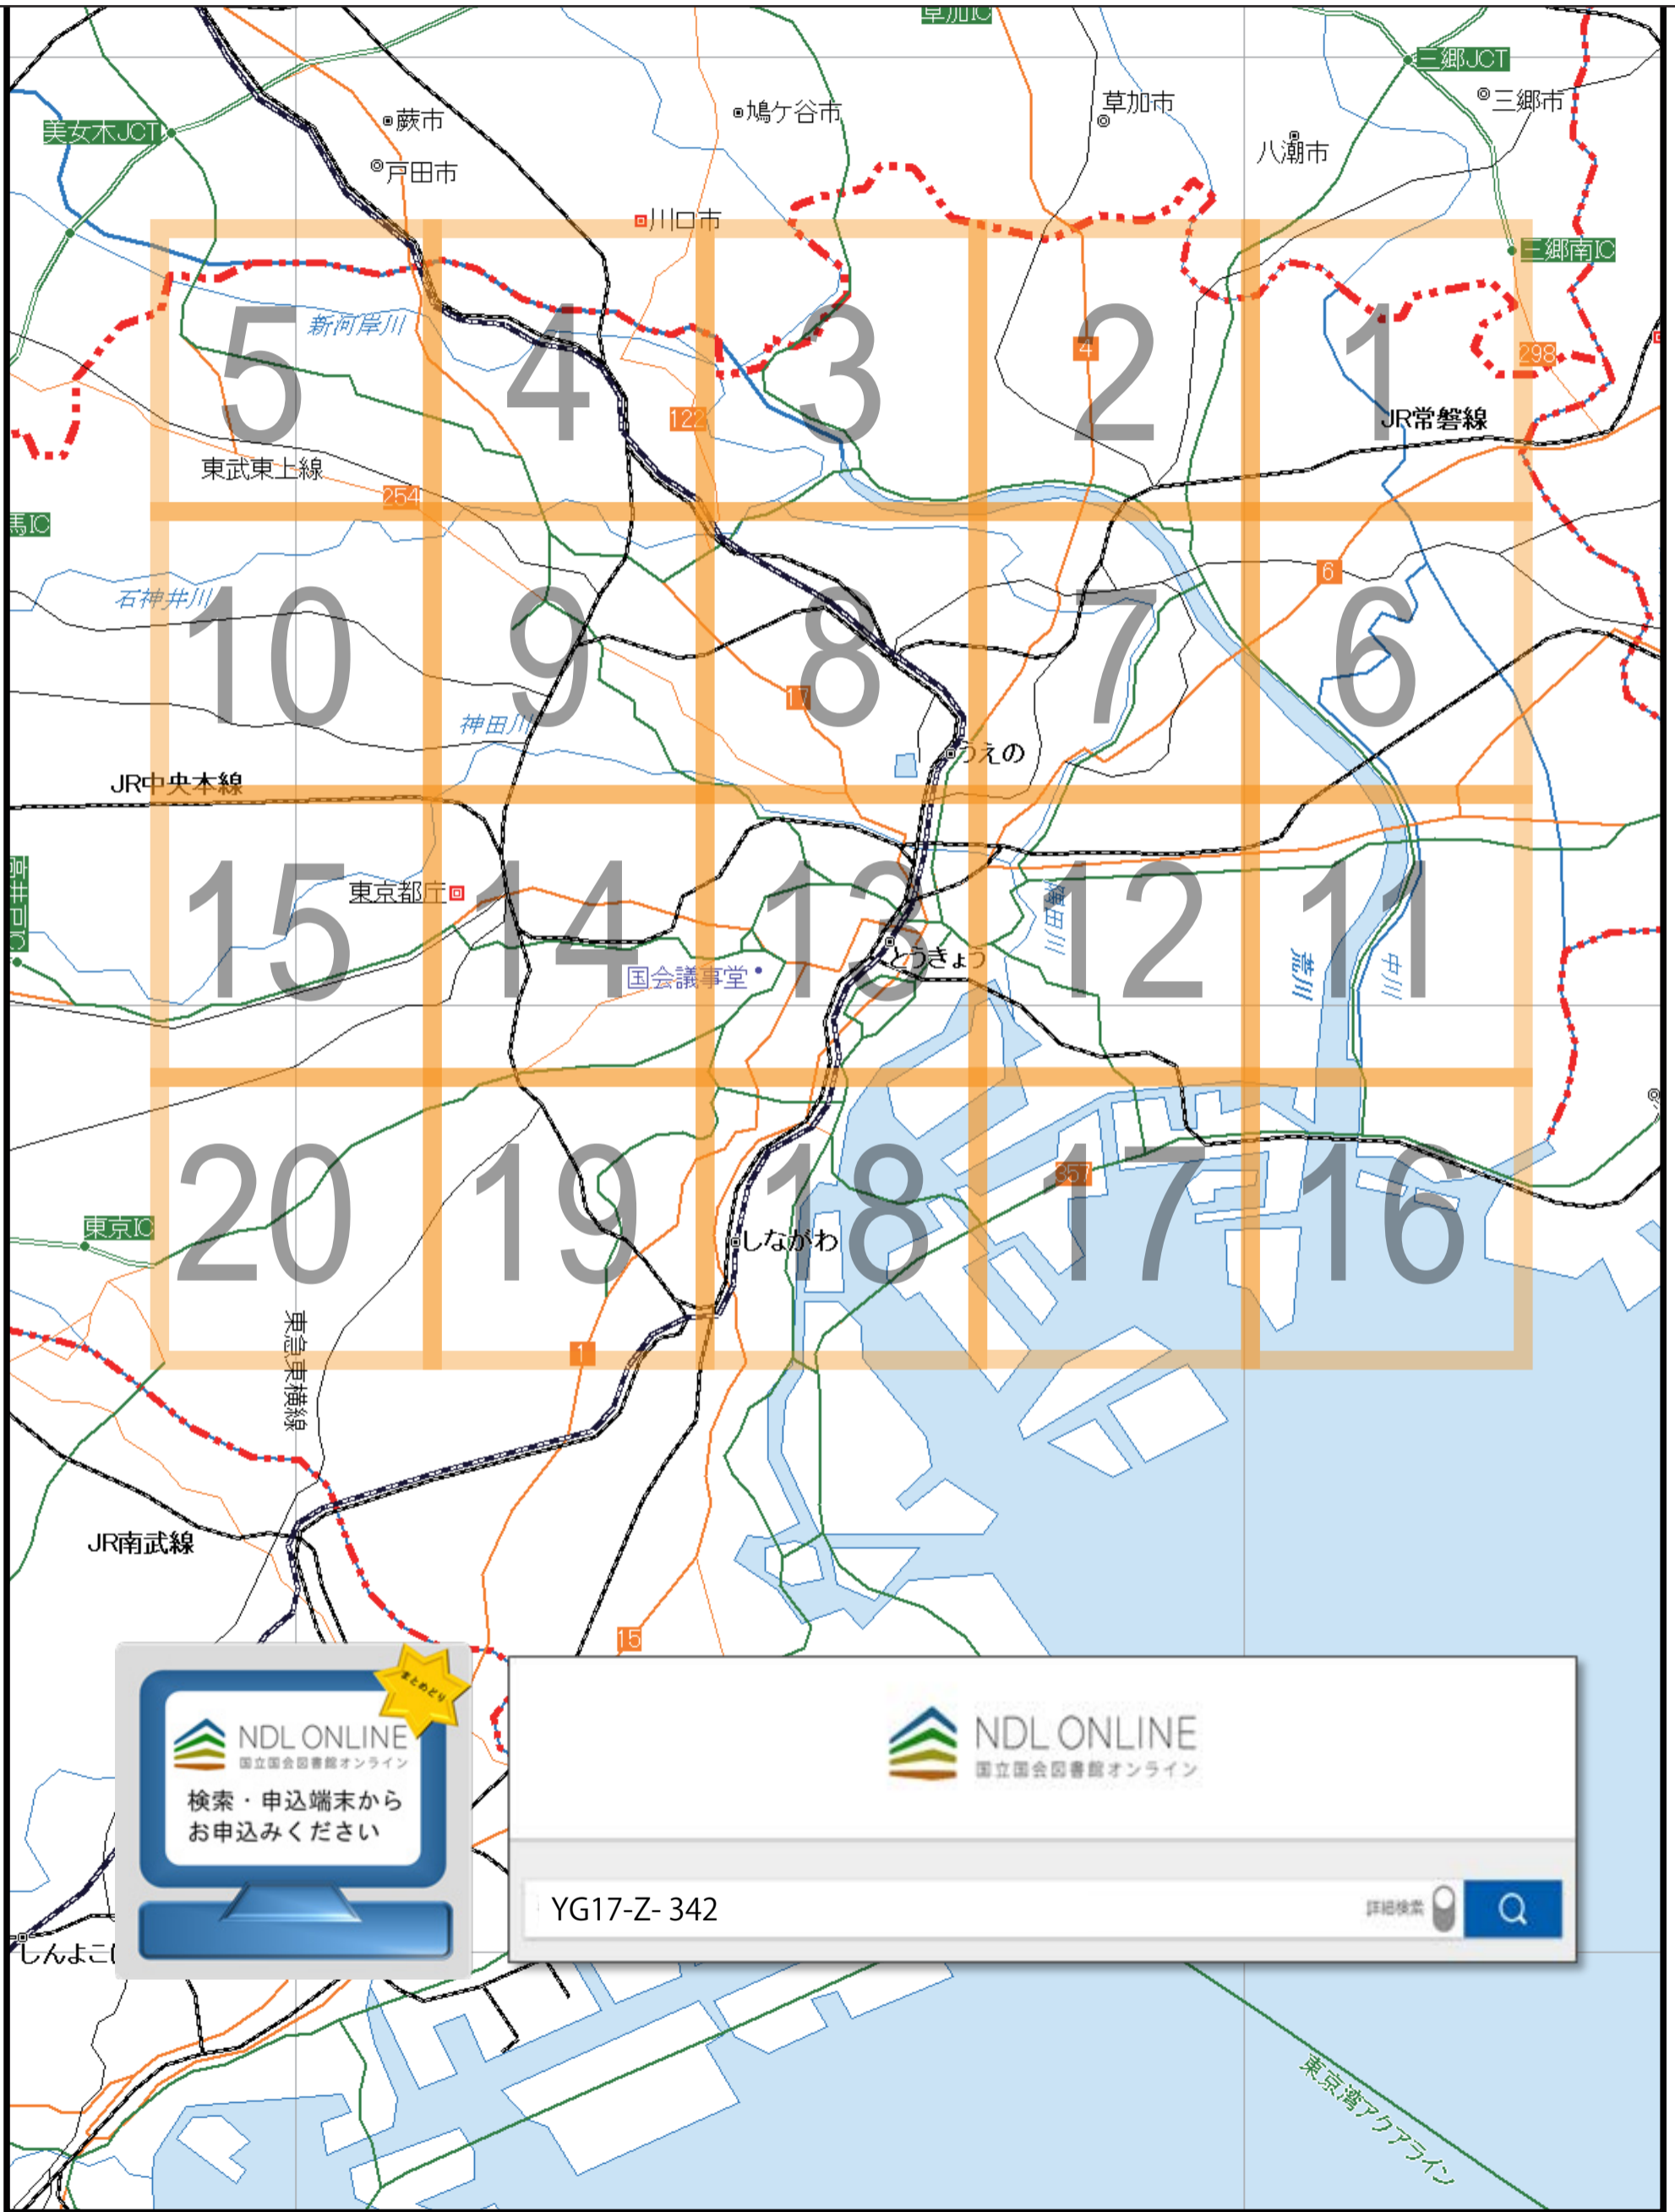 草加IC
三郷JCT
三郷市
草加市
鳩ケ谷市
蕨市
美女木JCT
八潮市
戸田市
川口市
三郷南IC
新河岸川
5
4
3
2
1
4
298
122
JR常磐線
東武東上線
254
馬IC
6
石神井川
10
9
8
7
6
17
神田川
うえの
JR中央本線
15
14
13
12
11
東京都庁
隅田川
とうきょう
国会議事堂
荒川
中川
357
20
19
18
17
16
東京IC
しながわ
東急東横線
1
JR南武線
15
まとめどり
NDL ONLINE
国立国会図書館オンライン
検索・申込端末から
お申込みください
NDL ONLINE
国立国会図書館オンライン
YG17-Z- 342
詳細検索
しんよこ
東京湾アクアライン